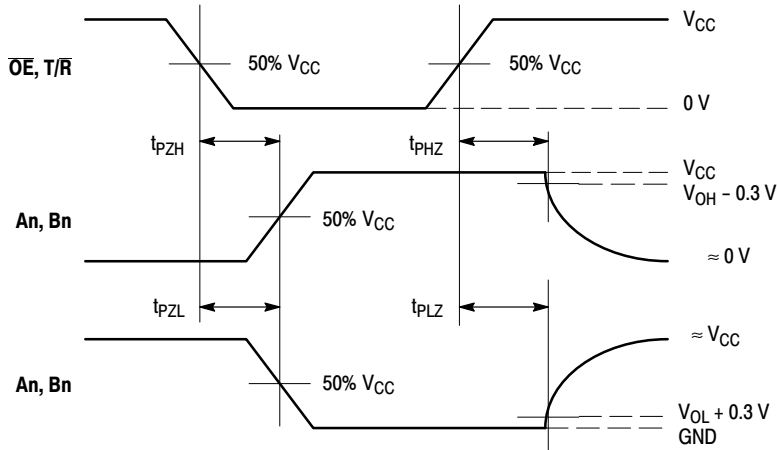 V_CC
O̅E̅, T/R̅
50% V_CC
50% V_CC
0 V
t_PZH
t_PHZ
V_CC
V_OH – 0.3 V
An, Bn
50% V_CC
≈ 0 V
t_PZL
t_PLZ
≈ V_CC
An, Bn
50% V_CC
V_OL + 0.3 V
GND